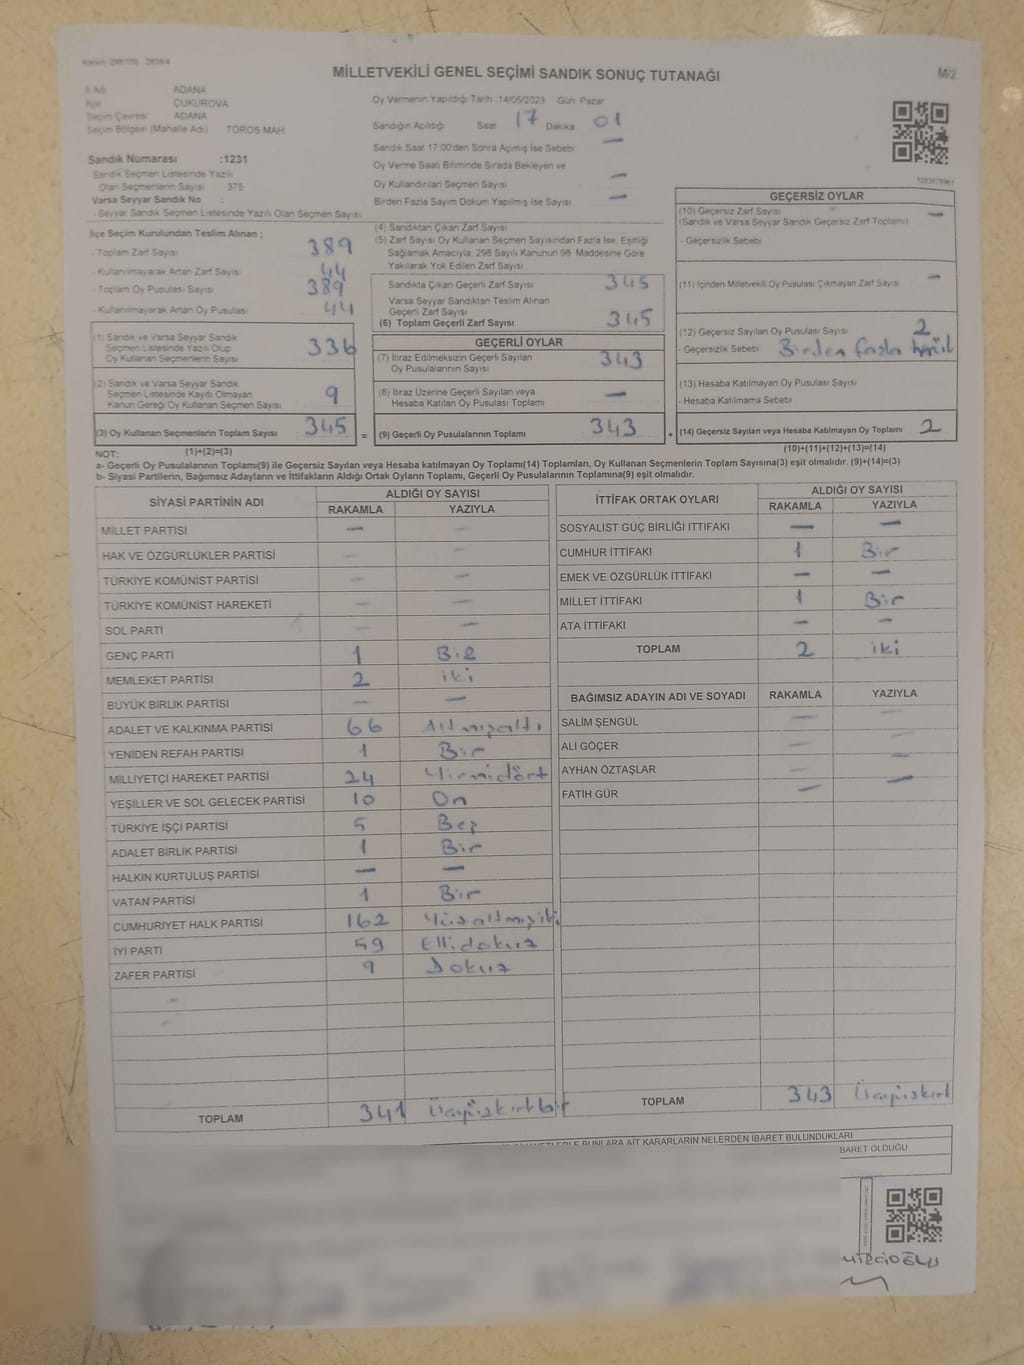 MİLLETVEKİLİ GENEL SEÇİMİ SANDIK SONUÇ TUTANAĞI
M/2
İl Adı ADANA
İlçe ÇUKUROVA
Seçim Çevresi ADANA
Seçim Bölgesi (Mahalle Adı) TOROS MAH
Sandık Numarası :1231
Sandık Seçmen Listesinde Yazılı
Olan Seçmenlerin Sayısı 375
Varsa Seyyar Sandık No :
- Seyyar Sandık Seçmen Listesinde Yazılı Olan Seçmen Sayısı
İlçe Seçim Kurulundan Teslim Alınan ;
- Toplam Zarf Sayısı 389
- Kullanılmayarak Artan Zarf Sayısı 44
- Toplam Oy Pusulası Sayısı 389
- Kullanılmayarak Artan Oy Pusulası 44
(1) Sandık ve Varsa Seyyar Sandık
Seçmen Listesinde Yazılı Olup
Oy Kullanan Seçmenlerin Sayısı 336
(2) Sandık ve Varsa Seyyar Sandık
Seçmen Listesinde Kayıtlı Olmayan
Kanun Gereği Oy Kullanan Seçmen Sayısı 9
(3) Oy Kullanan Seçmenlerin Toplam Sayısı 345
(1)+(2)=(3)
Oy Vermenin Yapıldığı Tarih :14/05/2023 Gün Pazar
Sandığın Açıldığı Saat 17 Dakika 01
Sandık Saat 17.00'den Sonra Açılmış İse Sebebi —
Oy Verme Saati Bitiminde Sırada Bekleyen ve
Oy Kullandırılan Seçmen Sayısı —
Birden Fazla Sayım Döküm Yapılmış İse Sayısı —
(4) Sandıktan Çıkan Zarf Sayısı
(5) Zarf Sayısı Oy Kullanan Seçmen Sayısından Fazla İse, Eşitliği
Sağlamak Amacıyla, 298 Sayılı Kanunun 98. Maddesine Göre
Yakılarak Yok Edilen Zarf Sayısı
Sandıkta Çıkan Geçerli Zarf Sayısı 345
Varsa Seyyar Sandıktan Teslim Alınan
Geçerli Zarf Sayısı
(6) Toplam Geçerli Zarf Sayısı 345
GEÇERLİ OYLAR
(7) İtiraz Edilmeksizin Geçerli Sayılan
Oy Pusulalarının Sayısı 343
(8) İtiraz Üzerine Geçerli Sayılan veya
Hesaba Katılan Oy Pusulası Toplamı —
= (9) Geçerli Oy Pusulalarının Toplamı 343 +
GEÇERSİZ OYLAR
(10) Geçersiz Zarf Sayısı —
(Sandık ve Varsa Seyyar Sandık Geçersiz Zarf Toplamı)
- Geçersizlik Sebebi
(11) İçinden Milletvekili Oy Pusulası Çıkmayan Zarf Sayısı —
(12) Geçersiz Sayılan Oy Pusulası Sayısı 2
- Geçersizlik Sebebi Birden fazla
(13) Hesaba Katılmayan Oy Pusulası Sayısı
- Hesaba Katılmama Sebebi
(14) Geçersiz Sayılan veya Hesaba Katılmayan Oy Toplamı 2
(10)+(11)+(12)+(13)=(14)
NOT:
a- Geçerli Oy Pusulalarının Toplamı(9) ile Geçersiz Sayılan veya Hesaba katılmayan Oy Toplamı(14) Toplamları, Oy Kullanan Seçmenlerin Toplam Sayısına(3) eşit olmalıdır. (9)+(14)=(3)
b- Siyasi Partilerin, Bağımsız Adayların ve İttifakların Aldığı Ortak Oyların Toplamı, Geçerli Oy Pusulalarının Toplamına(9) eşit olmalıdır.
SİYASİ PARTİNİN ADI ALDIĞI OY SAYISI
RAKAMLA YAZIYLA
MİLLET PARTİSİ —
HAK VE ÖZGÜRLÜKLER PARTİSİ — —
TÜRKİYE KOMÜNİST PARTİSİ — —
TÜRKİYE KOMÜNİST HAREKETİ — —
SOL PARTİ — —
GENÇ PARTİ 1 Bir
MEMLEKET PARTİSİ 2 iki
BÜYÜK BİRLİK PARTİSİ — —
ADALET VE KALKINMA PARTİSİ 66 Altmışaltı
YENİDEN REFAH PARTİSİ 1 Bir
MİLLİYETÇİ HAREKET PARTİSİ 24 Yirmidört
YEŞİLLER VE SOL GELECEK PARTİSİ 10 On
TÜRKİYE İŞÇİ PARTİSİ 5 Beş
ADALET BİRLİK PARTİSİ 1 Bir
HALKIN KURTULUŞ PARTİSİ — —
VATAN PARTİSİ 1 Bir
CUMHURİYET HALK PARTİSİ 162 Yüzaltmışiki
İYİ PARTİ 59 Ellidokuz
ZAFER PARTİSİ 9 Dokuz
TOPLAM 341 Üçyüzkırkbir
İTTİFAK ORTAK OYLARI ALDIĞI OY SAYISI
RAKAMLA YAZIYLA
SOSYALİST GÜÇ BİRLİĞİ İTTİFAKI — —
CUMHUR İTTİFAKI 1 Bir
EMEK VE ÖZGÜRLÜK İTTİFAKI — —
MİLLET İTTİFAKI 1 Bir
ATA İTTİFAKI — —
TOPLAM 2 iki
BAĞIMSIZ ADAYIN ADI VE SOYADI RAKAMLA YAZIYLA
SALİM ŞENGÜL — —
ALİ GÖÇER — —
AYHAN ÖZTAŞLAR — —
FATİH GÜR — —
TOPLAM 343 Üçyüzkırk
BUNLARA AİT KARARLARIN NELERDEN İBARET BULUNDUKLARI
BARET OLDUĞU